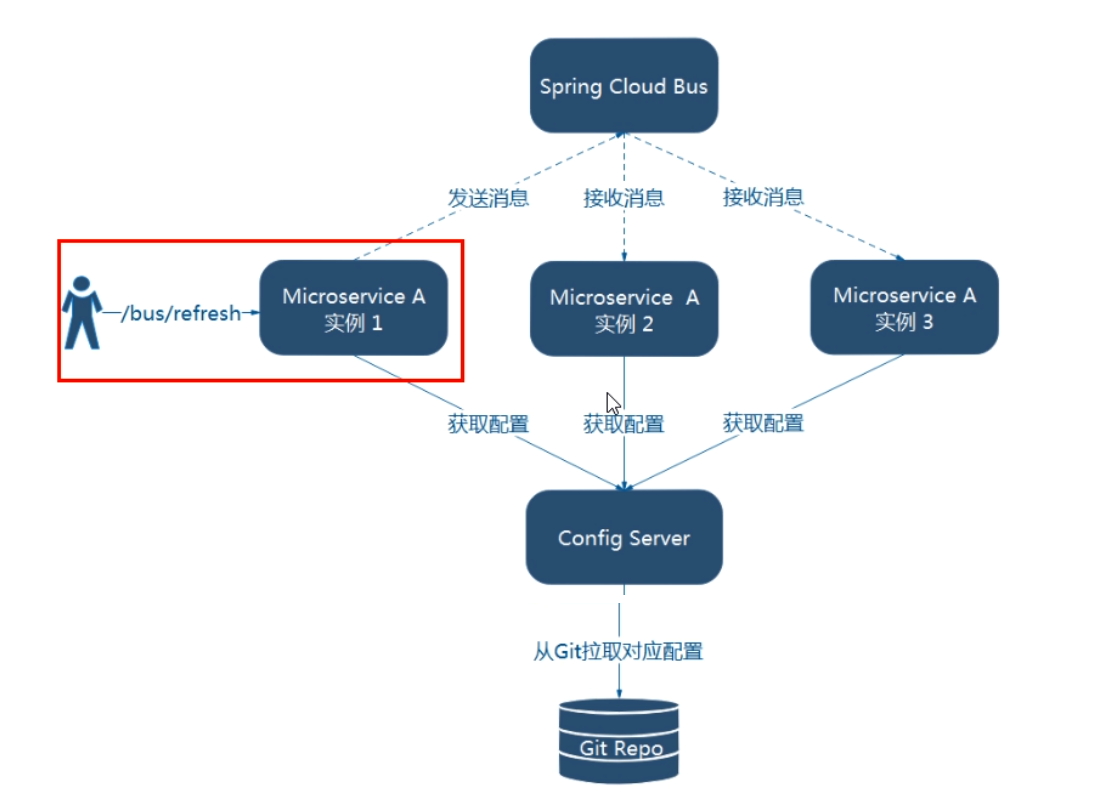 Spring Cloud Bus
发送消息
接收消息
接收消息
/bus/refresh
Microservice A
实例 1
Microservice A
实例 2
Microservice A
实例 3
获取配置
获取配置
获取配置
Config Server
从Git拉取对应配置
Git Repo